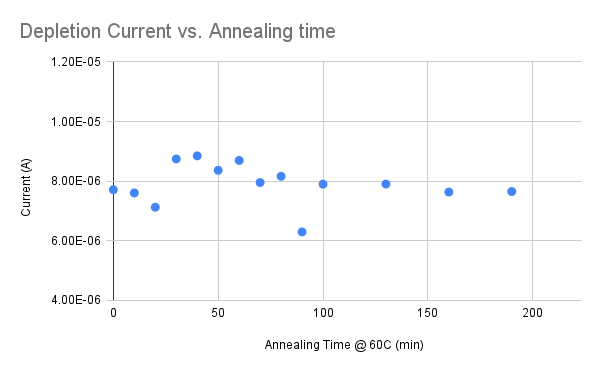 Depletion Current vs. Annealing time
1.20E-05
1.00E-05
8.00E-06
6.00E-06
4.00E-06
Current (A)
0 50 100 150 200
Annealing Time @ 60C (min)